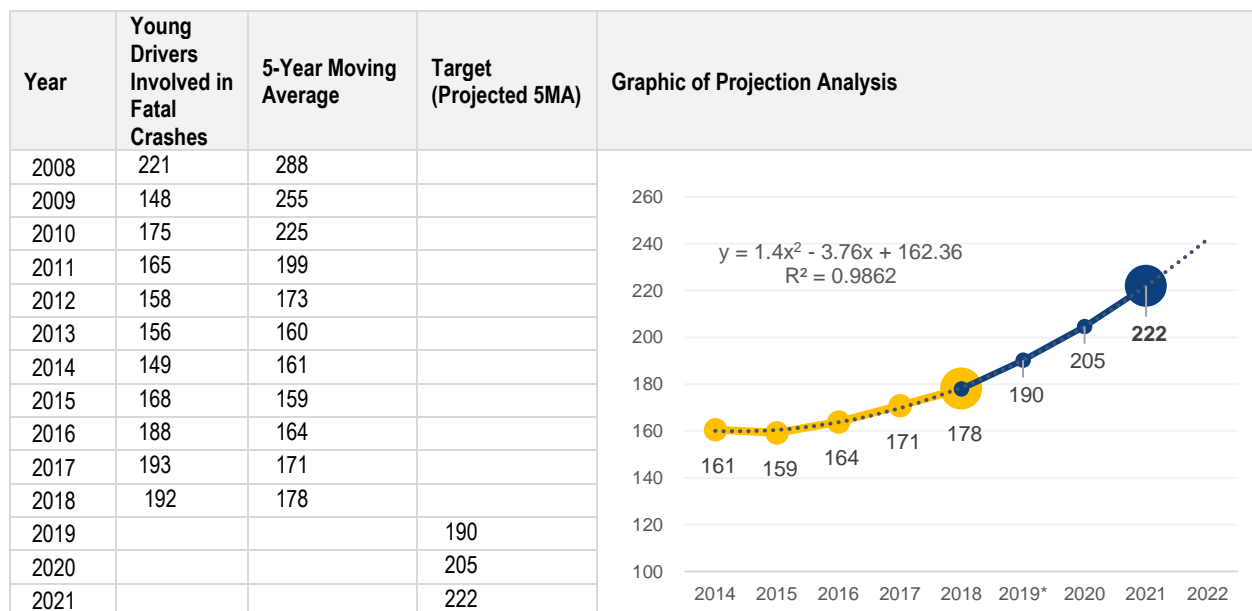 Year
Young
Drivers
Involved in
Fatal
Crashes
5-Year Moving
Average
Target
(Projected 5MA)
Graphic of Projection Analysis
2008 221 288
2009 148 255
2010 175 225
2011 165 199
2012 158 173
2013 156 160
2014 149 161
2015 168 159
2016 188 164
2017 193 171
2018 192 178
2019 190
2020 205
2021 222
260
240
220
200
180
160
140
120
100
y = 1.4x² - 3.76x + 162.36
R² = 0.9862
161 159 164 171 178 190 205 222
2014 2015 2016 2017 2018 2019* 2020 2021 2022